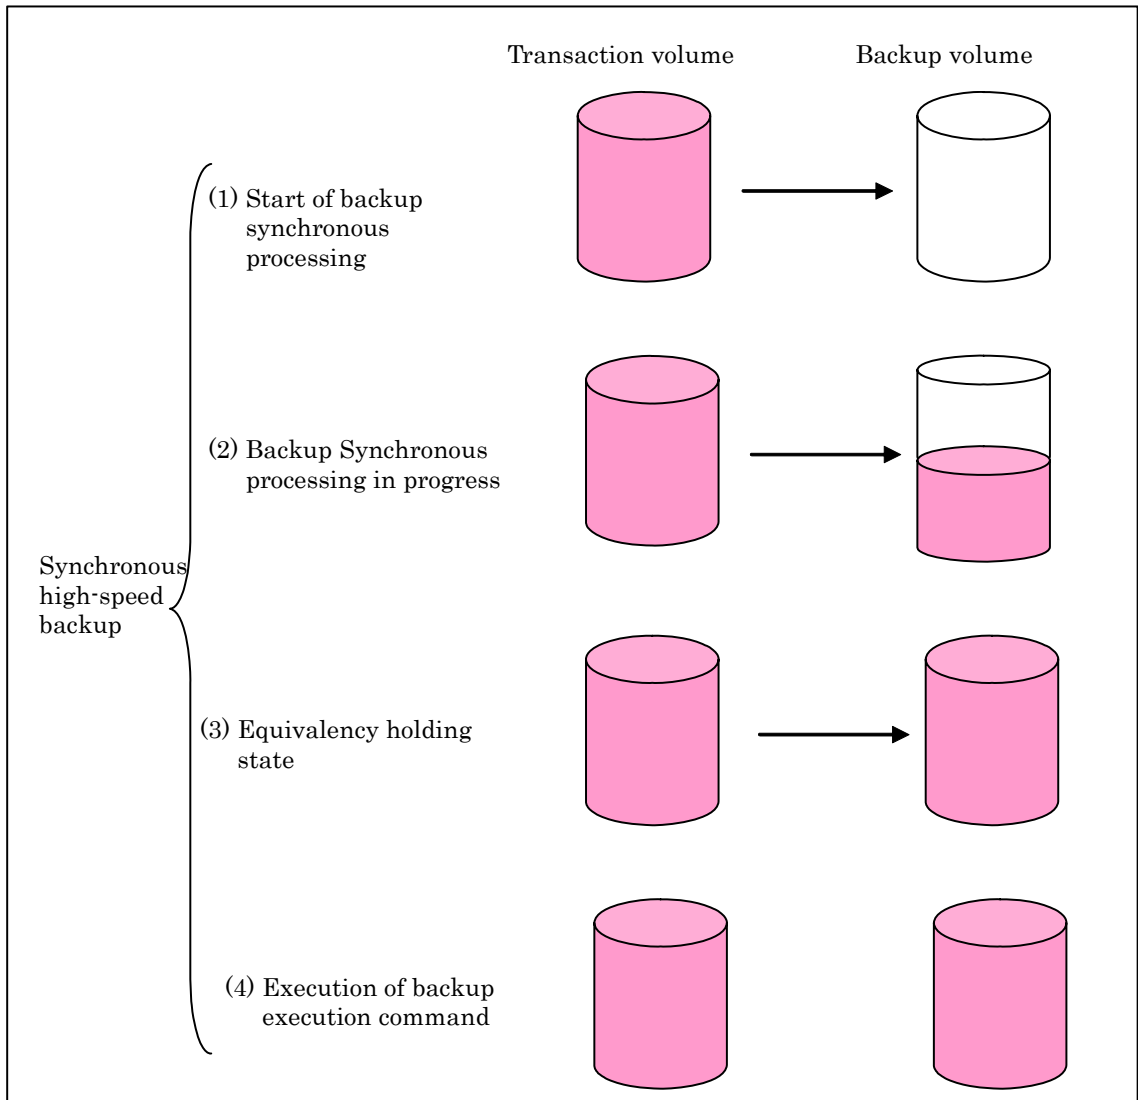 Transaction volume
Backup volume
(1) Start of backup
synchronous
processing
(2) Backup Synchronous
processing in progress
Synchronous
high-speed
backup
(3) Equivalency holding
state
(4) Execution of backup
execution command